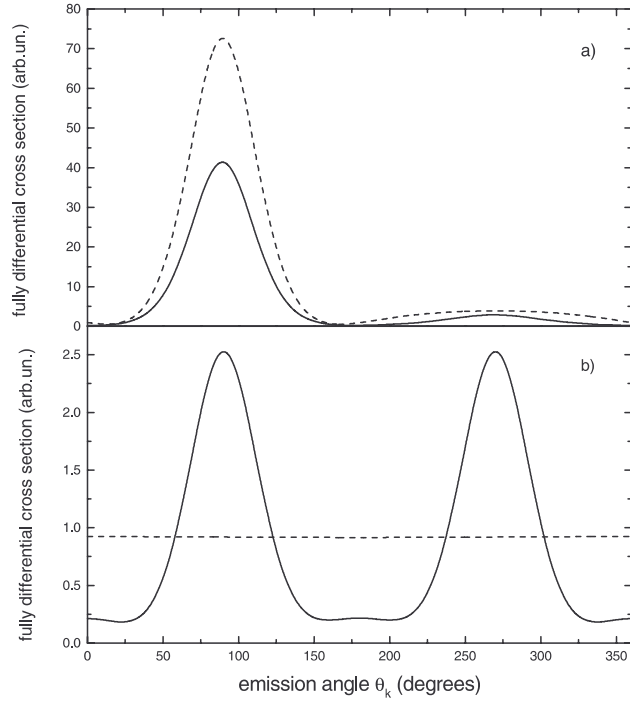 80
70
60
50
40
30
20
10
0
fully differential cross section (arb.un.)
a)
2.5
2.0
1.5
1.0
0.5
0.0
fully differential cross section (arb.un.)
b)
0 50 100 150 200 250 300 350
emission angle θk (degrees)